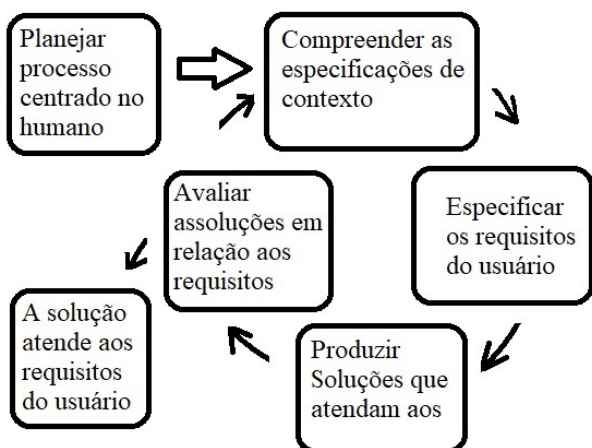 Planejar
processo
centrado no
humano
Compreender as
especificações de
contexto
Especificar
os requisitos
do usuário
Produzir
Soluções que
atendam aos
Avaliar
assoluções em
relação aos
requisitos
A solução
atende aos
requisitos
do usuário